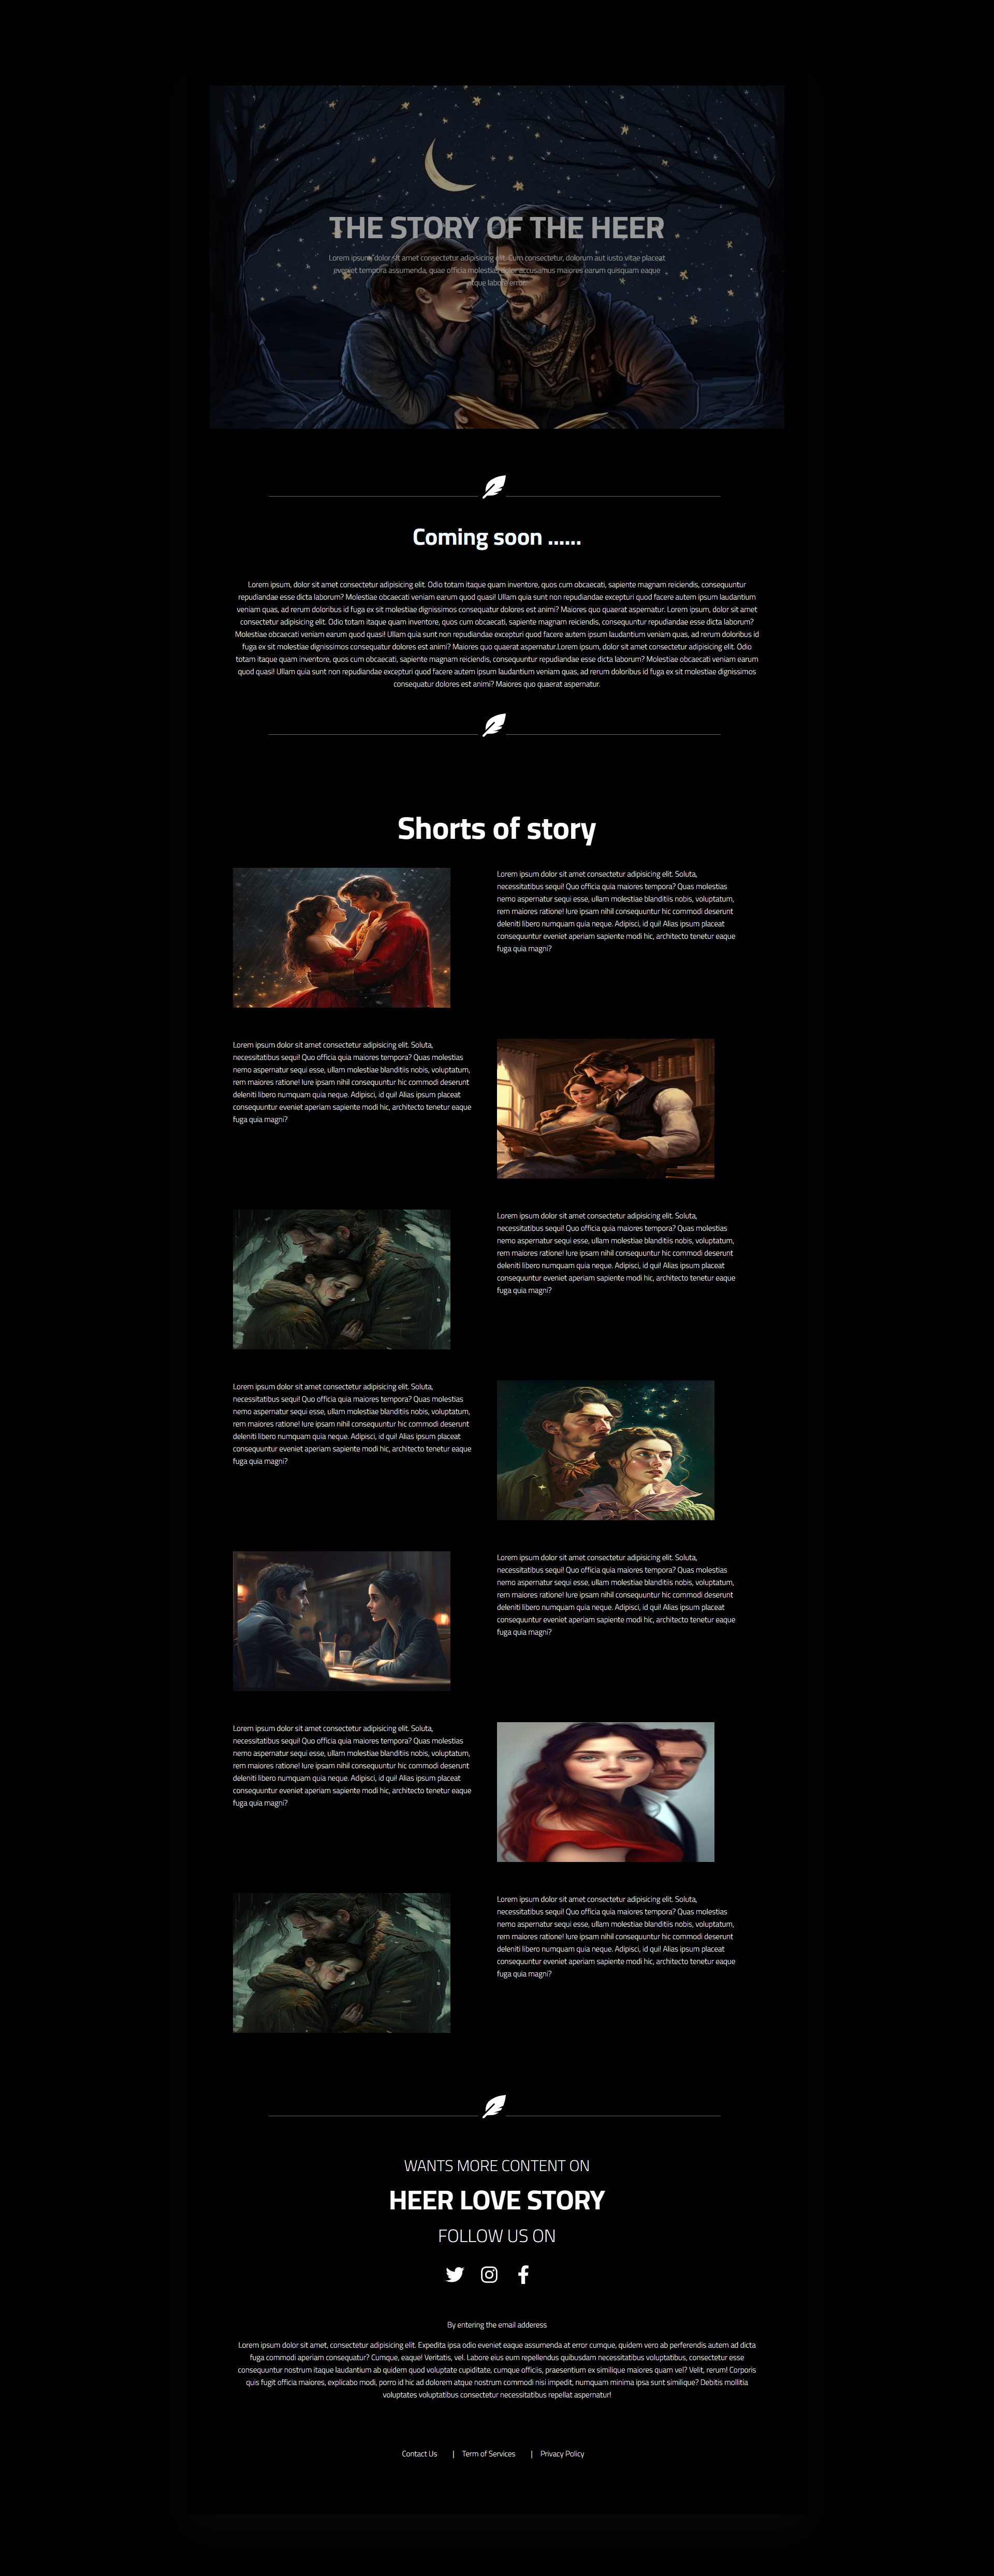 THE STORY OF THE HEER
Lorem ipsum, dolor sit amet consectetur adipisicing elit. Cum consectetur, dolorum aut iusto vitae placeat
eveniet tempora assumenda, quae officia molestias dolor accusamus maiores earum quisquam eaque
atque labore error.
Coming soon ......
Lorem ipsum, dolor sit amet consectetur adipisicing elit. Odio totam itaque quam inventore, quos cum obcaecati, sapiente magnam reiciendis, consequuntur
repudiandae esse dicta laborum? Molestiae obcaecati veniam earum quod quasi! Ullam quia sunt non repudiandae excepturi quod facere autem ipsum laudantium
veniam quas, ad rerum doloribus id fuga ex sit molestiae dignissimos consequatur dolores est animi? Maiores quo quaerat aspernatur. Lorem ipsum, dolor sit amet
consectetur adipisicing elit. Odio totam itaque quam inventore, quos cum obcaecati, sapiente magnam reiciendis, consequuntur repudiandae esse dicta laborum?
Molestiae obcaecati veniam earum quod quasi! Ullam quia sunt non repudiandae excepturi quod facere autem ipsum laudantium veniam quas, ad rerum doloribus id
fuga ex sit molestiae dignissimos consequatur dolores est animi? Maiores quo quaerat aspernatur.Lorem ipsum, dolor sit amet consectetur adipisicing elit. Odio
totam itaque quam inventore, quos cum obcaecati, sapiente magnam reiciendis, consequuntur repudiandae esse dicta laborum? Molestiae obcaecati veniam earum
quod quasi! Ullam quia sunt non repudiandae excepturi quod facere autem ipsum laudantium veniam quas, ad rerum doloribus id fuga ex sit molestiae dignissimos
consequatur dolores est animi? Maiores quo quaerat aspernatur.
Shorts of story
Lorem ipsum dolor sit amet consectetur adipisicing elit. Soluta,
necessitatibus sequi! Quo officia quia maiores tempora? Quas molestias
nemo aspernatur sequi esse, ullam molestiae blanditiis nobis, voluptatum,
rem maiores ratione! Iure ipsam nihil consequuntur hic commodi deserunt
deleniti libero numquam quia neque. Adipisci, id qui! Alias ipsum placeat
consequuntur eveniet aperiam sapiente modi hic, architecto tenetur eaque
fuga quia magni?
Lorem ipsum dolor sit amet consectetur adipisicing elit. Soluta,
necessitatibus sequi! Quo officia quia maiores tempora? Quas molestias
nemo aspernatur sequi esse, ullam molestiae blanditiis nobis, voluptatum,
rem maiores ratione! Iure ipsam nihil consequuntur hic commodi deserunt
deleniti libero numquam quia neque. Adipisci, id qui! Alias ipsum placeat
consequuntur eveniet aperiam sapiente modi hic, architecto tenetur eaque
fuga quia magni?
Lorem ipsum dolor sit amet consectetur adipisicing elit. Soluta,
necessitatibus sequi! Quo officia quia maiores tempora? Quas molestias
nemo aspernatur sequi esse, ullam molestiae blanditiis nobis, voluptatum,
rem maiores ratione! Iure ipsam nihil consequuntur hic commodi deserunt
deleniti libero numquam quia neque. Adipisci, id qui! Alias ipsum placeat
consequuntur eveniet aperiam sapiente modi hic, architecto tenetur eaque
fuga quia magni?
Lorem ipsum dolor sit amet consectetur adipisicing elit. Soluta,
necessitatibus sequi! Quo officia quia maiores tempora? Quas molestias
nemo aspernatur sequi esse, ullam molestiae blanditiis nobis, voluptatum,
rem maiores ratione! Iure ipsam nihil consequuntur hic commodi deserunt
deleniti libero numquam quia neque. Adipisci, id qui! Alias ipsum placeat
consequuntur eveniet aperiam sapiente modi hic, architecto tenetur eaque
fuga quia magni?
Lorem ipsum dolor sit amet consectetur adipisicing elit. Soluta,
necessitatibus sequi! Quo officia quia maiores tempora? Quas molestias
nemo aspernatur sequi esse, ullam molestiae blanditiis nobis, voluptatum,
rem maiores ratione! Iure ipsam nihil consequuntur hic commodi deserunt
deleniti libero numquam quia neque. Adipisci, id qui! Alias ipsum placeat
consequuntur eveniet aperiam sapiente modi hic, architecto tenetur eaque
fuga quia magni?
Lorem ipsum dolor sit amet consectetur adipisicing elit. Soluta,
necessitatibus sequi! Quo officia quia maiores tempora? Quas molestias
nemo aspernatur sequi esse, ullam molestiae blanditiis nobis, voluptatum,
rem maiores ratione! Iure ipsam nihil consequuntur hic commodi deserunt
deleniti libero numquam quia neque. Adipisci, id qui! Alias ipsum placeat
consequuntur eveniet aperiam sapiente modi hic, architecto tenetur eaque
fuga quia magni?
Lorem ipsum dolor sit amet consectetur adipisicing elit. Soluta,
necessitatibus sequi! Quo officia quia maiores tempora? Quas molestias
nemo aspernatur sequi esse, ullam molestiae blanditiis nobis, voluptatum,
rem maiores ratione! Iure ipsam nihil consequuntur hic commodi deserunt
deleniti libero numquam quia neque. Adipisci, id qui! Alias ipsum placeat
consequuntur eveniet aperiam sapiente modi hic, architecto tenetur eaque
fuga quia magni?
WANTS MORE CONTENT ON
HEER LOVE STORY
FOLLOW US ON
By entering the email adderess
Lorem ipsum dolor sit amet, consectetur adipisicing elit. Expedita ipsa odio eveniet eaque assumenda at error cumque, quidem vero ab perferendis autem ad dicta
fuga commodi aperiam consequatur? Cumque, eaque! Veritatis, vel. Labore eius eum repellendus quibusdam necessitatibus voluptatibus, consectetur esse
consequuntur nostrum itaque laudantium ab quidem quod voluptate cupiditate, cumque officiis, praesentium ex similique maiores quam vel? Velit, rerum! Corporis
quis fugit officia maiores, explicabo modi, porro id hic ad dolorem atque nostrum commodi nisi impedit, numquam minima ipsa sunt similique? Debitis mollitia
voluptates voluptatibus consectetur necessitatibus repellat aspernatur!
Contact Us | Term of Services | Privacy Policy